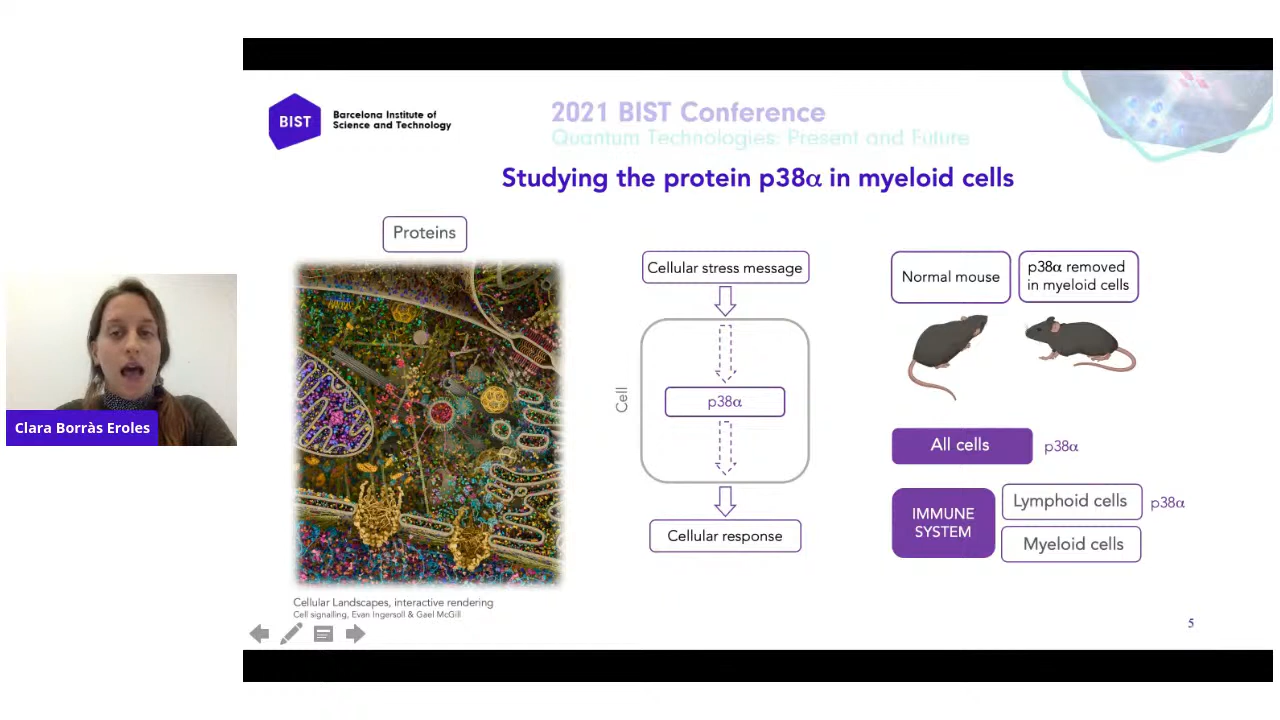 BIST
Barcelona Institute of
Science and Technology
2021 BIST Conference
Quantum Technologies: Present and Future
Studying the protein p38α in myeloid cells
Proteins
Cellular Landscapes, interactive rendering
Cell signalling, Evan Ingersoll & Gael McGill
Cellular stress message
Cell
p38α
Cellular response
Normal mouse
p38α removed
in myeloid cells
All cells
p38α
IMMUNE
SYSTEM
Lymphoid cells
p38α
Myeloid cells
5
Clara Borràs Eroles